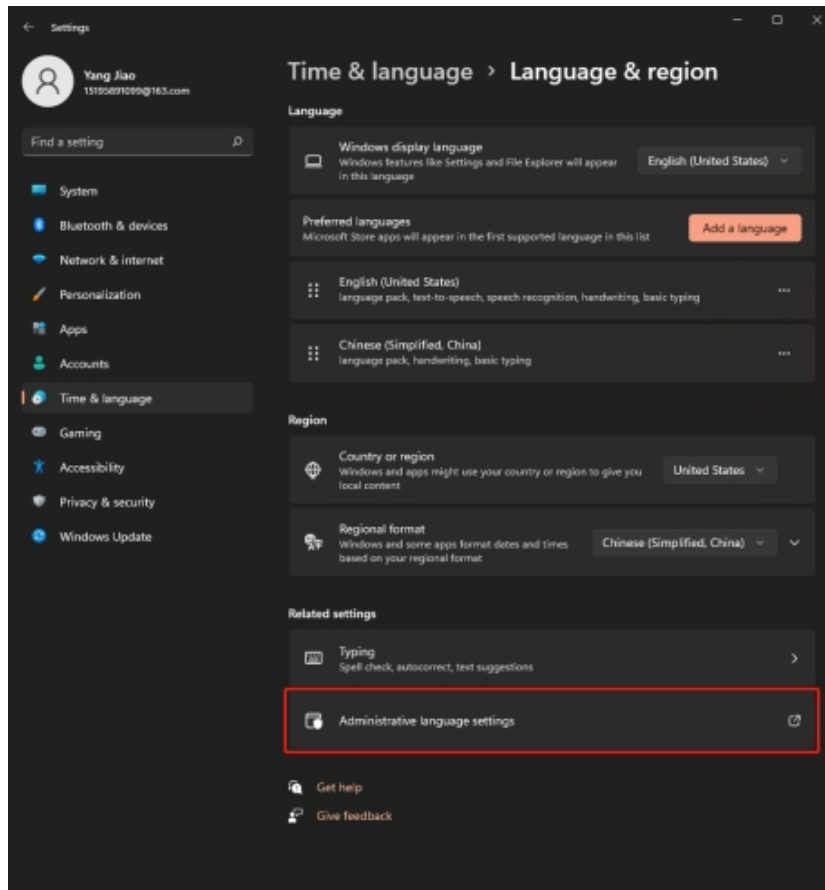 Settings
Yang Jiao
15195891099@163.com
Find a setting
System
Bluetooth & devices
Network & internet
Personalization
Apps
Accounts
Time & language
Gaming
Accessibility
Privacy & security
Windows Update
Time & language > Language & region
Language
Windows display language
Windows features like Settings and File Explorer will appear
in this language
English (United States)
Preferred languages
Microsoft Store apps will appear in the first supported language in this list
Add a language
English (United States)
language pack, text-to-speech, speech recognition, handwriting, basic typing
Chinese (Simplified, China)
language pack, handwriting, basic typing
Region
Country or region
Windows and apps might use your country or region to give you
local content
United States
Regional format
Windows and some apps format dates and times
based on your regional format
Chinese (Simplified, China)
Related settings
Typing
Spell check, autocorrect, text suggestions
Administrative language settings
Get help
Give feedback